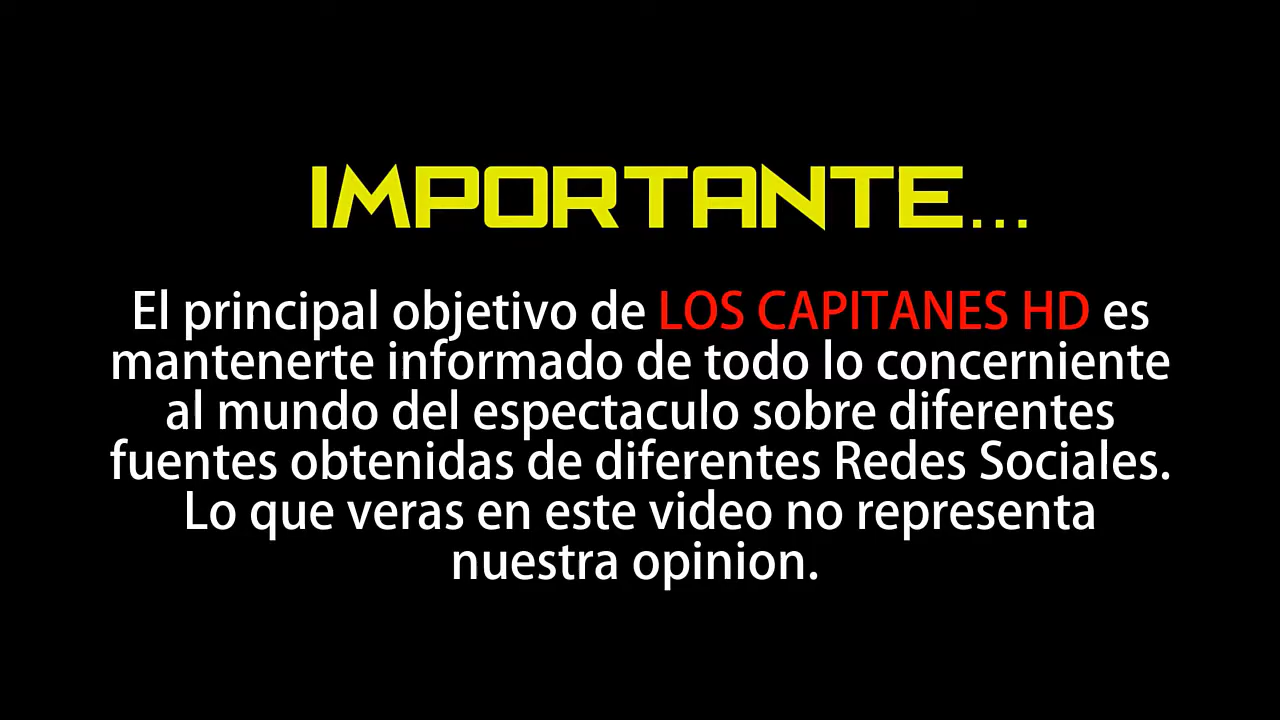 IMPORTANTE...
El principal objetivo de LOS CAPITANES HD es
mantenerte informado de todo lo concerniente
al mundo del espectaculo sobre diferentes
fuentes obtenidas de diferentes Redes Sociales.
Lo que veras en este video no representa
nuestra opinion.